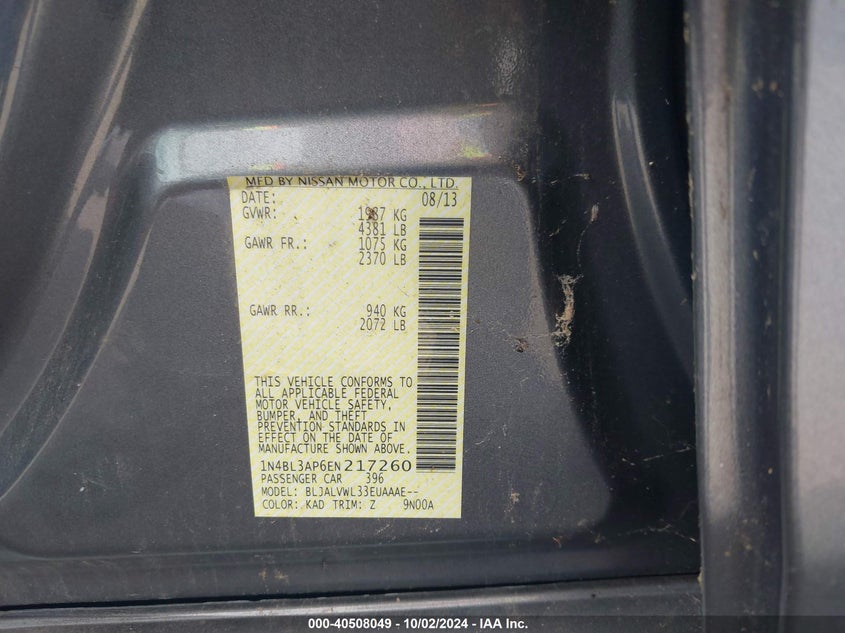 MFD BY NISSAN MOTOR CO., LTD.
DATE: 08/13
GVWR: 1987 KG
4381 LB
GAWR FR.: 1075 KG
2370 LB
GAWR RR.: 940 KG
2072 LB
THIS VEHICLE CONFORMS TO
ALL APPLICABLE FEDERAL
MOTOR VEHICLE SAFETY,
BUMPER, AND THEFT
PREVENTION STANDARDS IN
EFFECT ON THE DATE OF
MANUFACTURE SHOWN ABOVE.
1N4BL3AP6EN217260
PASSENGER CAR 396
MODEL: BLJALVWL33EUAAAE--
COLOR: KAD TRIM: Z 9N00A
000-40508049 - 10/02/2024 - IAA Inc.